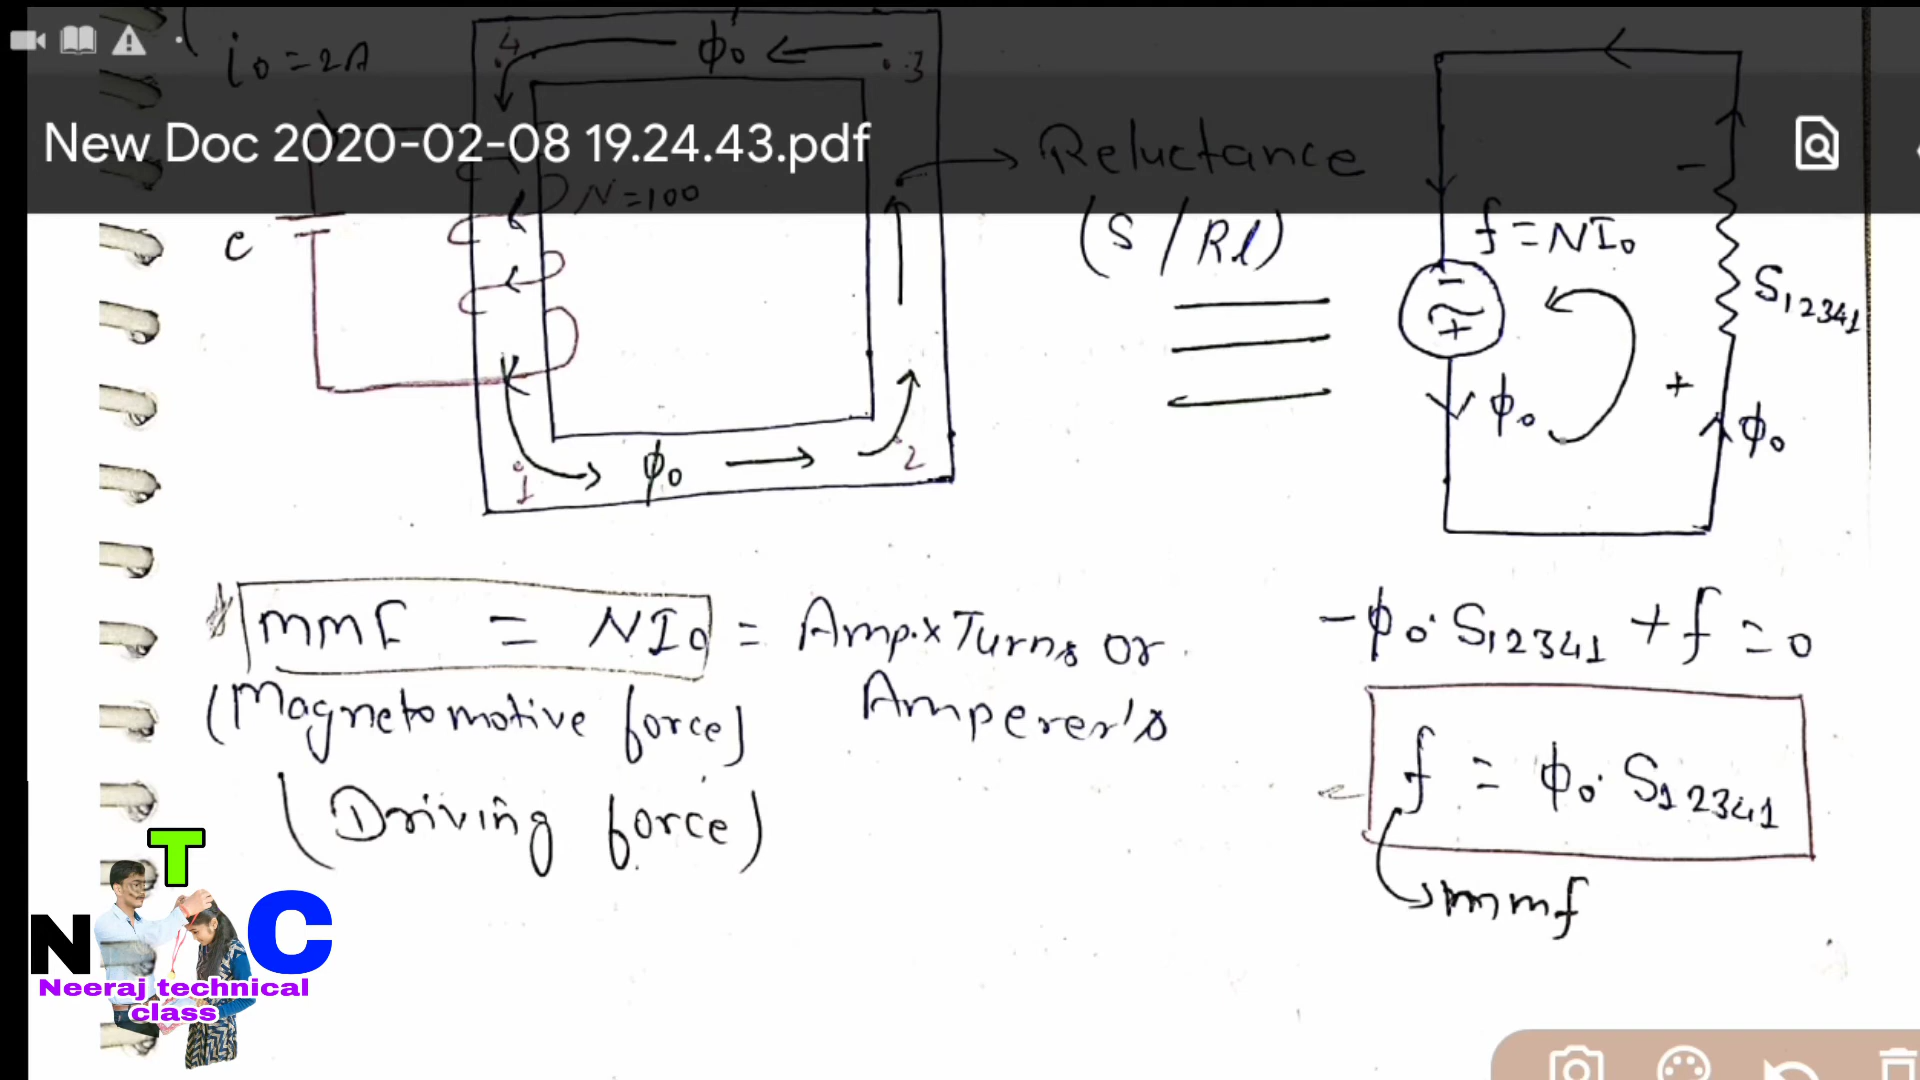 i0 = 2A
4
ϕ0
.3
New Doc 2020-02-08 19.24.43.pdf
N=100
Reluctance
(S / Rl)
e
f = NI0
-
-
~
+
S12341
+
ϕ0
ϕ0
1
ϕ0
2
mmf = NI0 = Amp.x Turns or
Amperer's
(Magnetomotive force)
(Driving force)
-ϕ0. S12341 + f = 0
f = ϕ0. S12341
mmf
T
N C
Neeraj technical
class